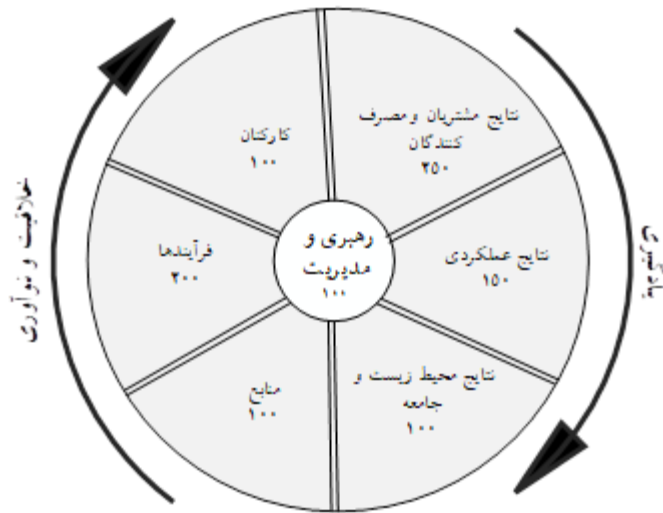 نتایج مشتریان و مصرف
کنندگان
۲۵۰
کارکنان
۱۰۰
رهبری و
مدیریت
۱۰۰
نتایج عملکردی
۱۵۰
فرآیندها
۲۰۰
نتایج محیط زیست و
جامعه
۱۰۰
منابع
۱۰۰
یادگیری
خلاقیت و نوآوری